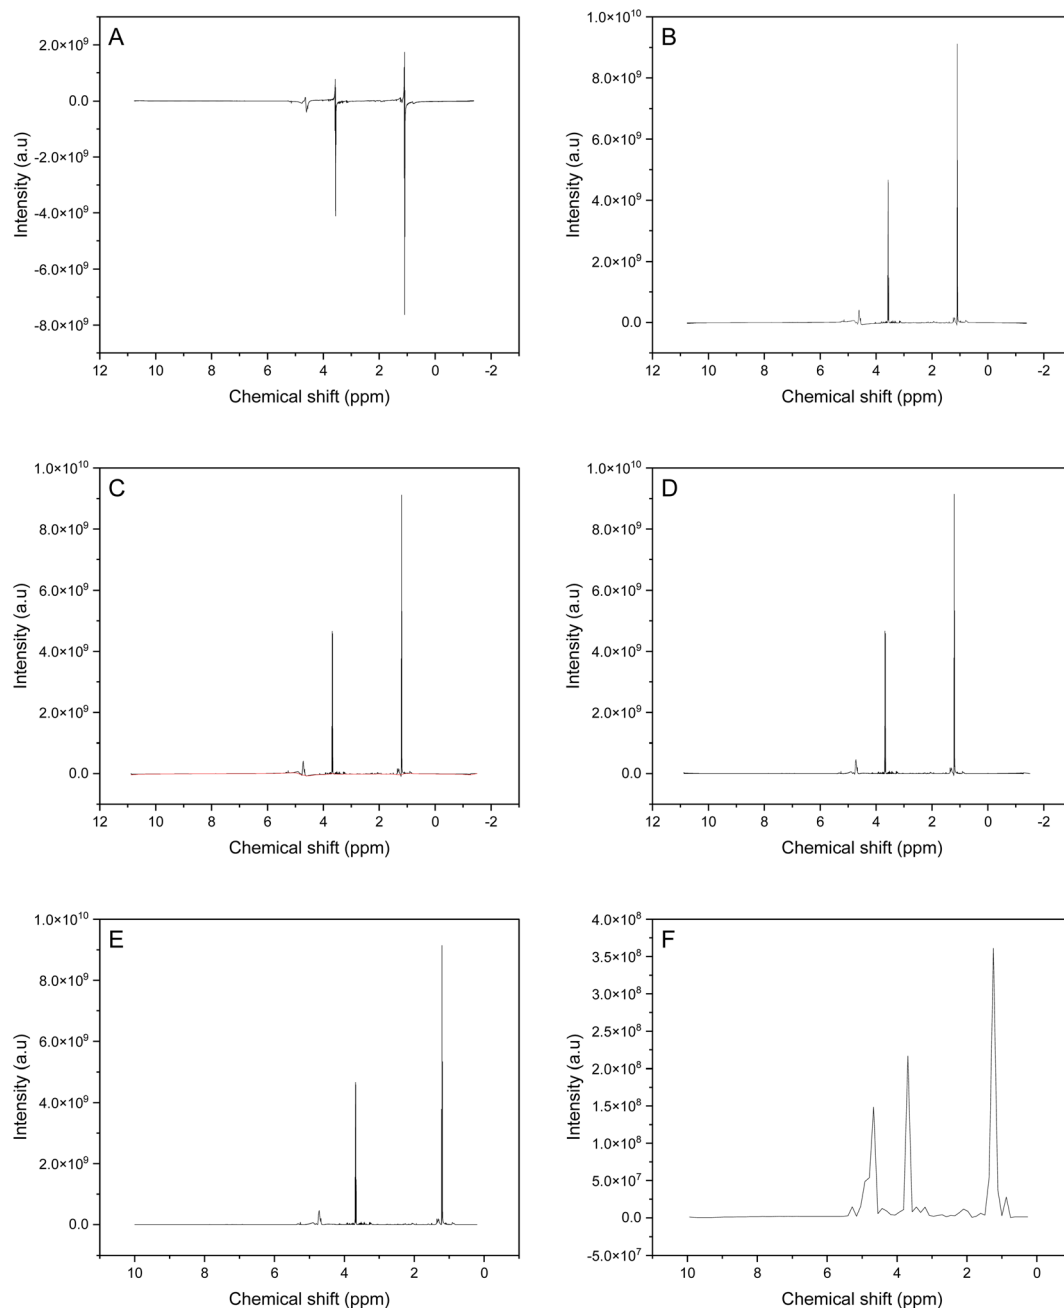 A
2.0×10⁹
0.0
-2.0×10⁹
-4.0×10⁹
-6.0×10⁹
-8.0×10⁹
Intensity (a.u)
12 10 8 6 4 2 0 -2
Chemical shift (ppm)
B
1.0×10¹⁰
8.0×10⁹
6.0×10⁹
4.0×10⁹
2.0×10⁹
0.0
Intensity (a.u)
12 10 8 6 4 2 0 -2
Chemical shift (ppm)
C
1.0×10¹⁰
8.0×10⁹
6.0×10⁹
4.0×10⁹
2.0×10⁹
0.0
Intensity (a.u)
12 10 8 6 4 2 0 -2
Chemical shift (ppm)
D
1.0×10¹⁰
8.0×10⁹
6.0×10⁹
4.0×10⁹
2.0×10⁹
0.0
Intensity (a.u)
12 10 8 6 4 2 0 -2
Chemical shift (ppm)
E
1.0×10¹⁰
8.0×10⁹
6.0×10⁹
4.0×10⁹
2.0×10⁹
0.0
Intensity (a.u)
10 8 6 4 2 0
Chemical shift (ppm)
F
4.0×10⁸
3.5×10⁸
3.0×10⁸
2.5×10⁸
2.0×10⁸
1.5×10⁸
1.0×10⁸
5.0×10⁷
0.0
-5.0×10⁷
Intensity (a.u)
10 8 6 4 2 0
Chemical shift (ppm)